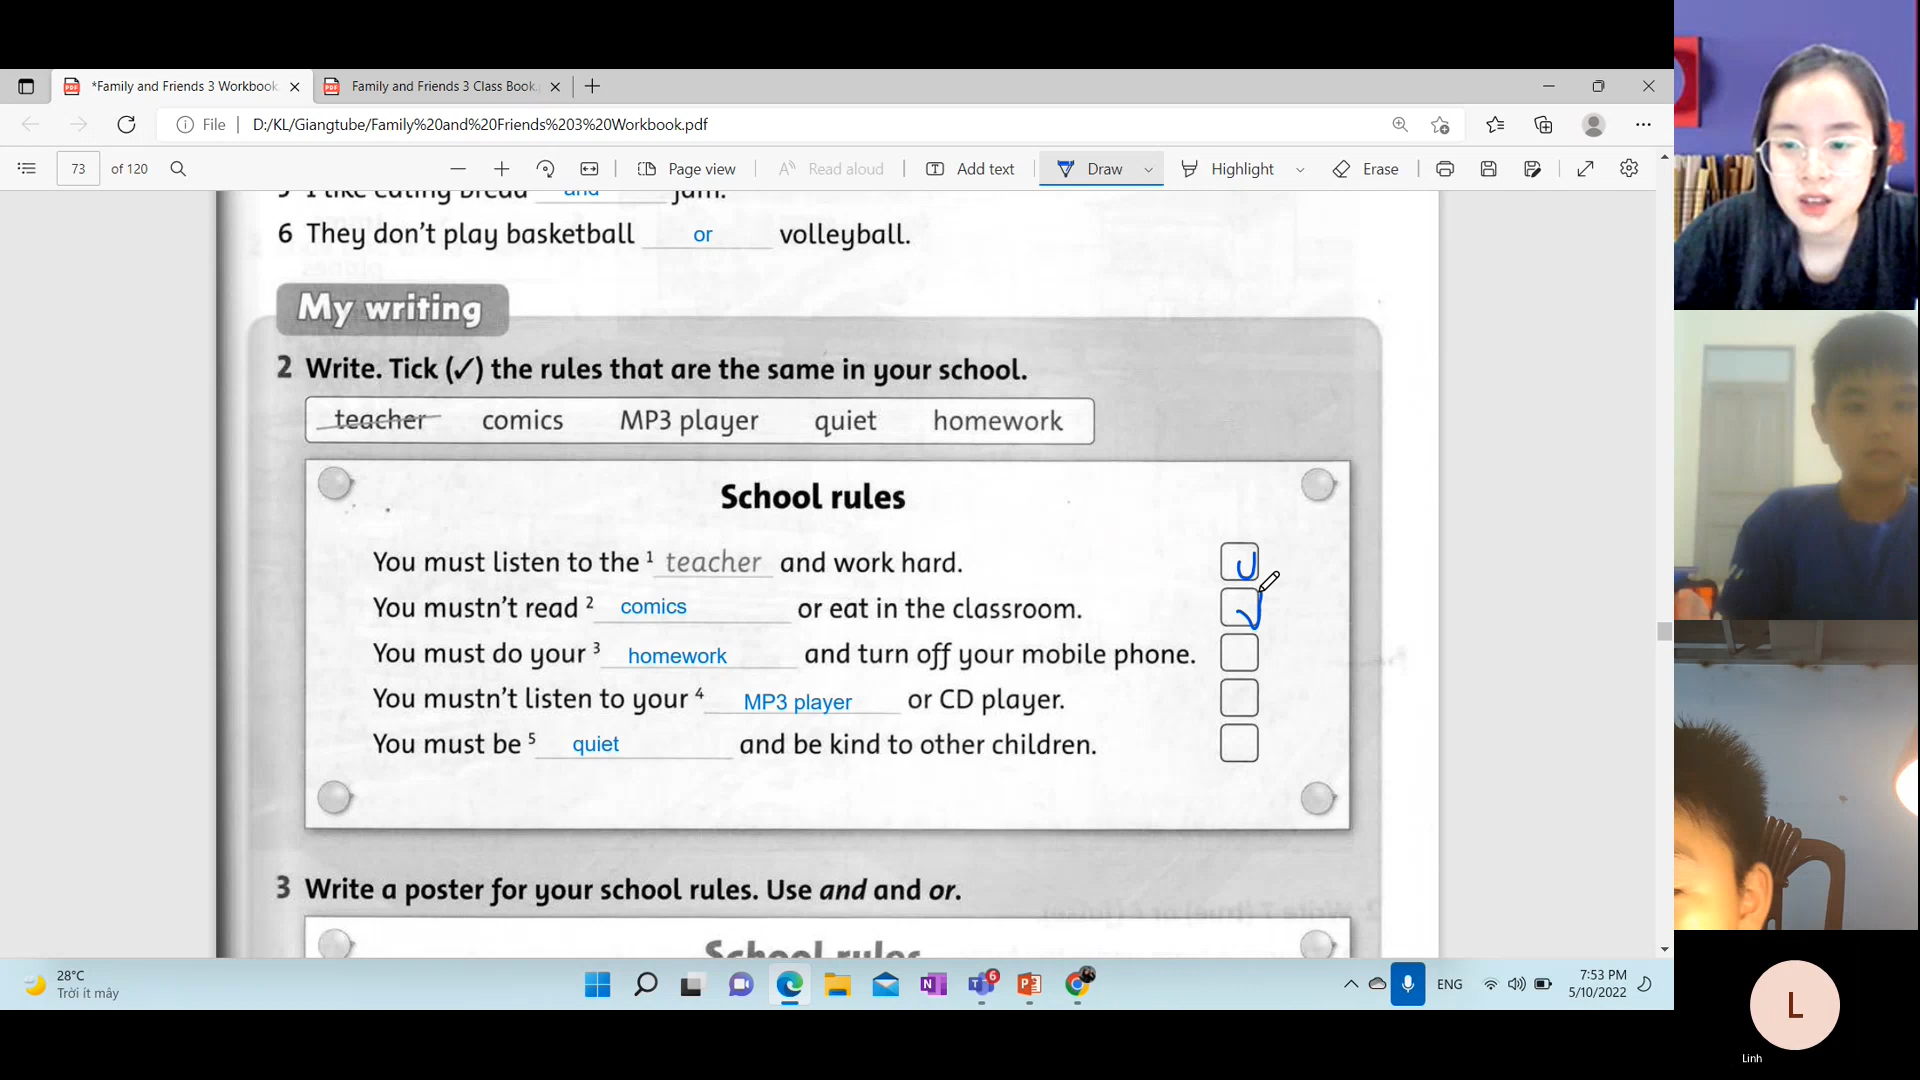 *Family and Friends 3 Workbook
Family and Friends 3 Class Book.
File D:/KL/Giangtube/Family%20and%20Friends%203%20Workbook.pdf
73 of 120 Page view Read aloud Add text Draw Highlight Erase
I like eating bread and jam.
6 They don't play basketball or volleyball.
My writing
2 Write. Tick (✓) the rules that are the same in your school.
teacher comics MP3 player quiet homework
School rules
You must listen to the 1 teacher and work hard.
You mustn't read 2 comics or eat in the classroom.
You must do your 3 homework and turn off your mobile phone.
You mustn't listen to your 4 MP3 player or CD player.
You must be 5 quiet and be kind to other children.
3 Write a poster for your school rules. Use and and or.
School rules
28°C
Trời ít mây
6
ENG
7:53 PM
5/10/2022
L
Linh